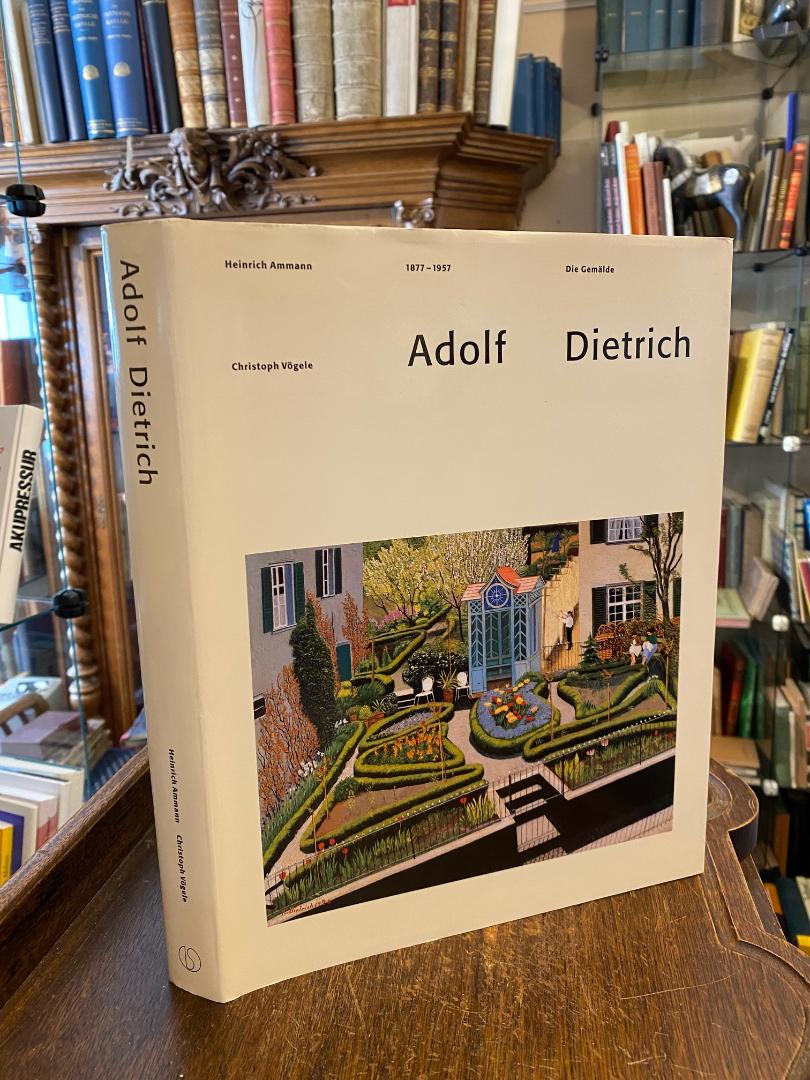 Heinrich Ammann
1877–1957
Die Gemälde
Christoph Vögele
Adolf Dietrich
Adolf Dietrich
Heinrich Ammann Christoph Vögele
AKUPRESSUR